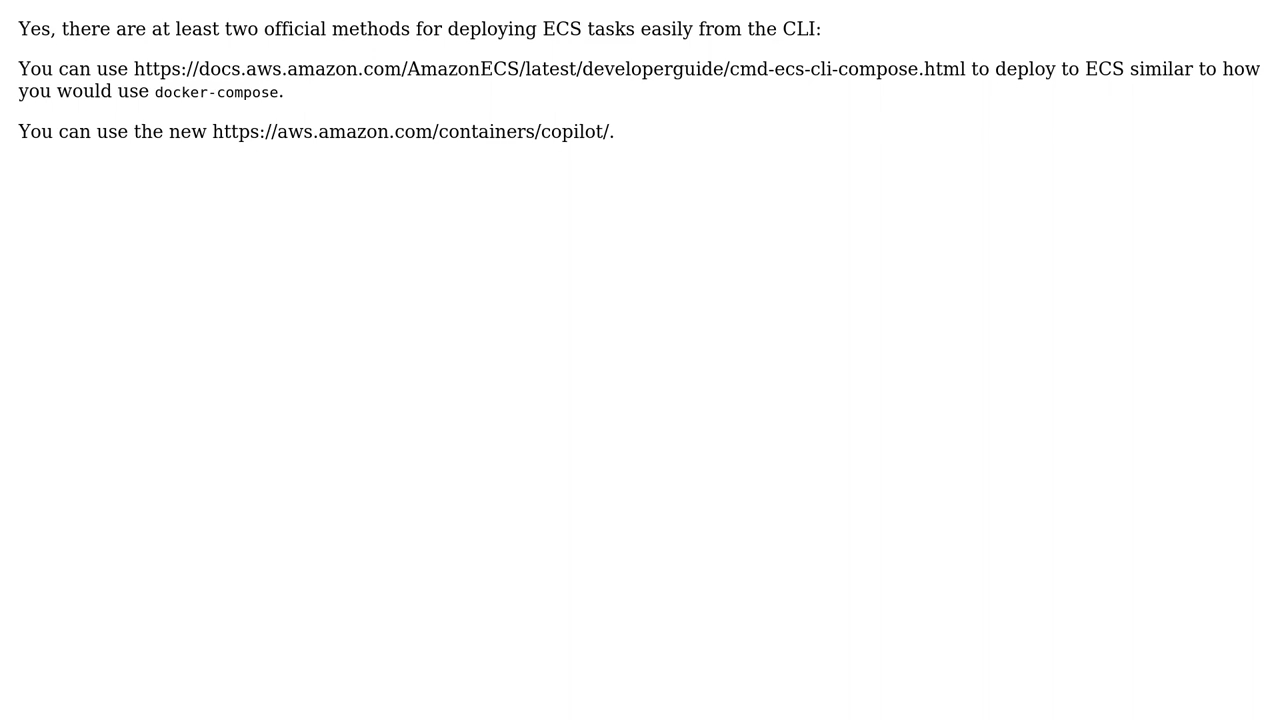 Yes, there are at least two official methods for deploying ECS tasks easily from the CLI:
You can use https://docs.aws.amazon.com/AmazonECS/latest/developerguide/cmd-ecs-cli-compose.html to deploy to ECS similar to how
you would use docker-compose.
You can use the new https://aws.amazon.com/containers/copilot/.